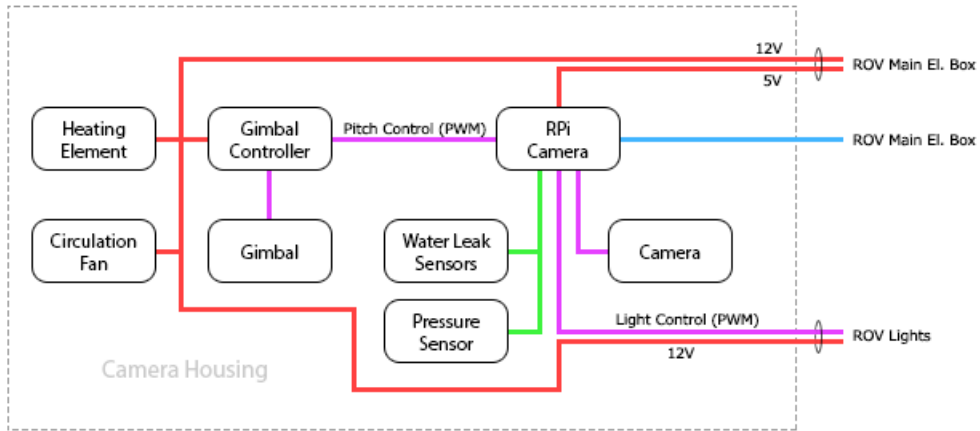 12V
ROV Main El. Box
5V
Heating
Element
Gimbal
Controller
Pitch Control (PWM)
RPi
Camera
ROV Main El. Box
Circulation
Fan
Gimbal
Water Leak
Sensors
Camera
Pressure
Sensor
Light Control (PWM)
ROV Lights
12V
Camera Housing